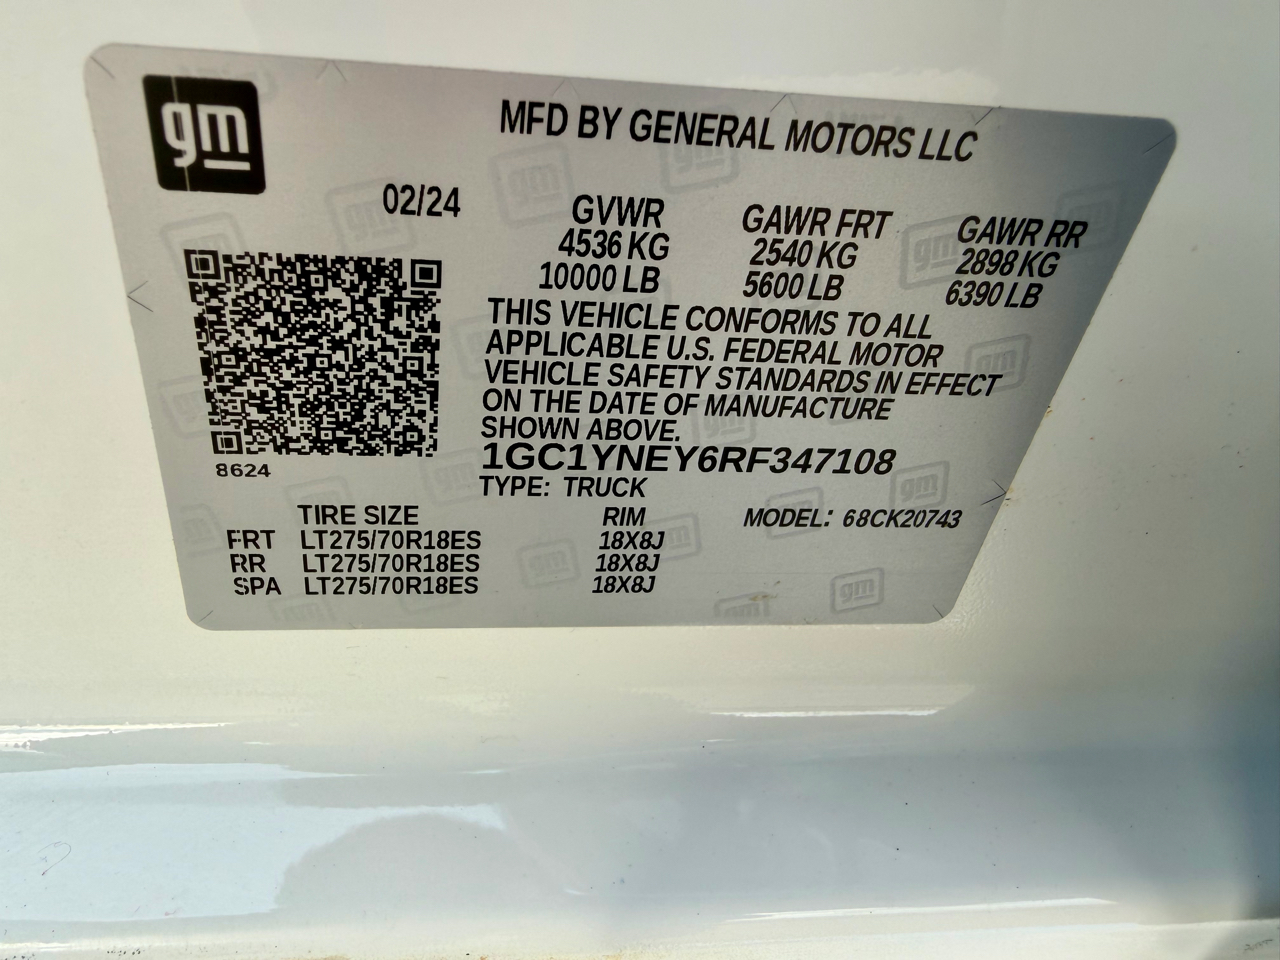 gm
MFD BY GENERAL MOTORS LLC
02/24
GVWR GAWR FRT GAWR RR
4536 KG 2540 KG 2898 KG
10000 LB 5600 LB 6390 LB
THIS VEHICLE CONFORMS TO ALL
APPLICABLE U.S. FEDERAL MOTOR
VEHICLE SAFETY STANDARDS IN EFFECT
ON THE DATE OF MANUFACTURE
SHOWN ABOVE.
8624
1GC1YNEY6RF347108
TYPE: TRUCK
TIRE SIZE RIM MODEL: 68CK20743
FRT LT275/70R18ES 18X8J
RR LT275/70R18ES 18X8J
SPA LT275/70R18ES 18X8J